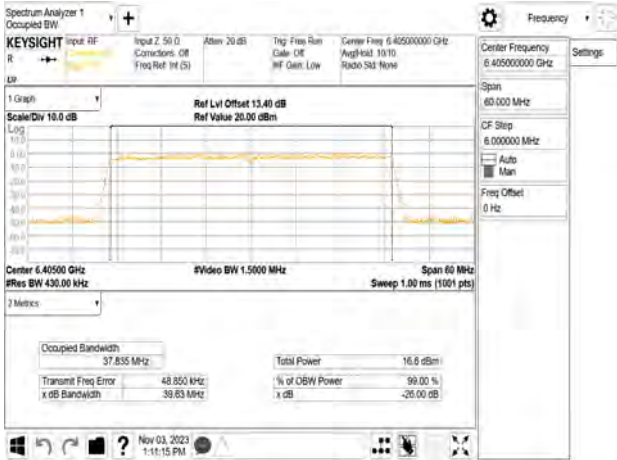 Spectrum Analyzer 1
Occupied BW
+
Frequency
KEYSIGHT Input: RF
R
Input Z: 50 Ω
Corrections: Off
Freq Ref: Int (S)
Atten: 20 dB
Trig: Free Run
Gate: Off
#IF Gain: Low
Center Freq: 6.405000000 GHz
Avg|Hold: 10/10
Radio Std: None
Center Frequency
6.405000000 GHz
Settings
Span
60.000 MHz
CF Step
6.000000 MHz
Auto
Man
Freq Offset
0 Hz
1 Graph
Scale/Div 10.0 dB
Ref Lvl Offset 13.40 dB
Ref Value 20.00 dBm
Log
10.0
0.00
Center 6.40500 GHz
#Res BW 430.00 kHz
#Video BW 1.5000 MHz
Span 60 MHz
Sweep 1.00 ms (1001 pts)
2 Metrics
Occupied Bandwidth
37.835 MHz
Total Power 16.6 dBm
Transmit Freq Error 48.850 kHz
% of OBW Power 99.00 %
x dB Bandwidth 39.63 MHz
x dB -26.00 dB
?
Nov 03, 2023
1:11:15 PM